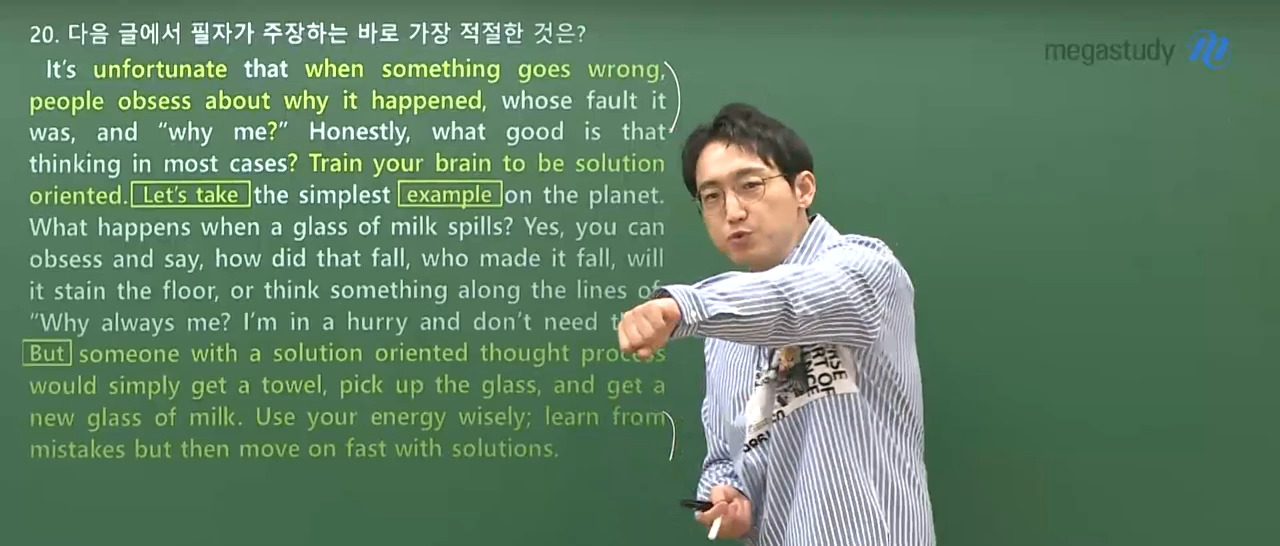 20. 다음 글에서 필자가 주장하는 바로 가장 적절한 것은?
megastudy
It's unfortunate that when something goes wrong,
people obsess about why it happened, whose fault it
was, and “why me?” Honestly, what good is that
thinking in most cases? Train your brain to be solution
oriented. Let's take the simplest example on the planet.
What happens when a glass of milk spills? Yes, you can
obsess and say, how did that fall, who made it fall, will
it stain the floor, or think something along the lines of
“Why always me? I'm in a hurry and don't need
But someone with a solution oriented thought process
would simply get a towel, pick up the glass, and get a
new glass of milk. Use your energy wisely; learn from
mistakes but then move on fast with solutions.